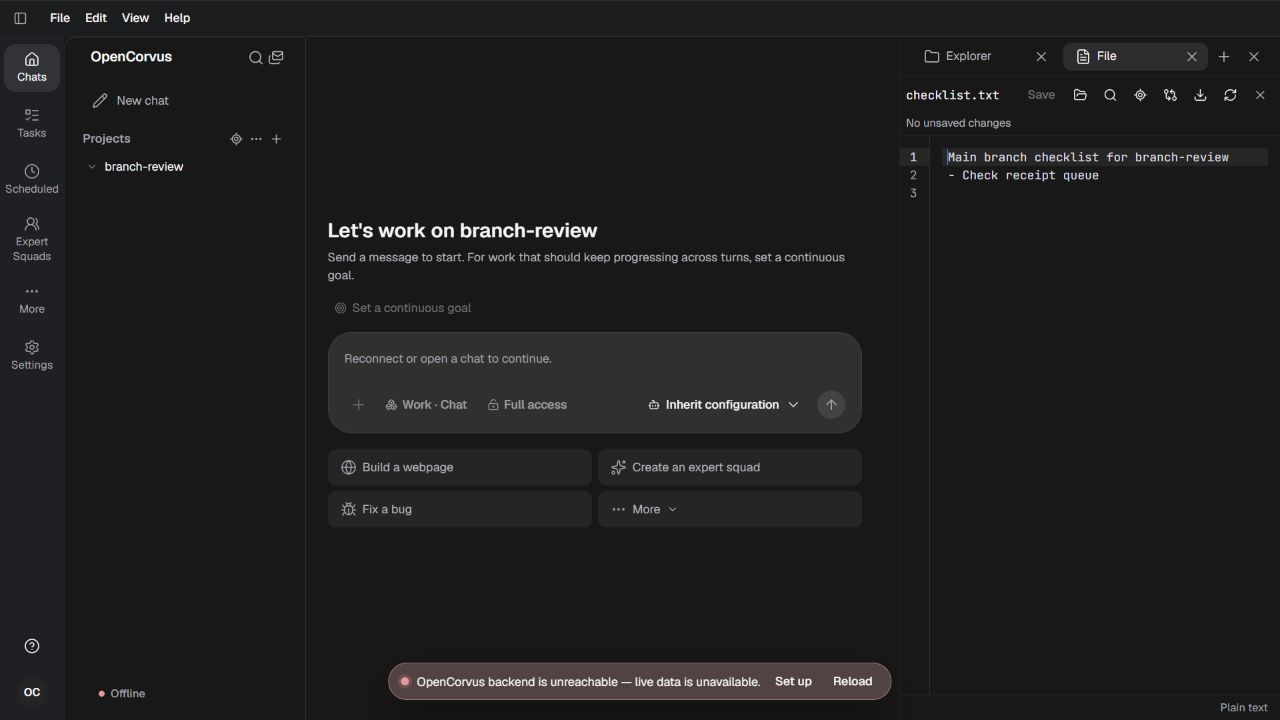 File Edit View Help
Chats
Tasks
Scheduled
Expert
Squads
More
Settings
OC
OpenCorvus
New chat
Projects
branch-review
Offline
Let's work on branch-review
Send a message to start. For work that should keep progressing across turns, set a continuous
goal.
Set a continuous goal
Reconnect or open a chat to continue.
Work · Chat Full access Inherit configuration
Build a webpage Create an expert squad
Fix a bug More
OpenCorvus backend is unreachable — live data is unavailable. Set up Reload
Explorer File
checklist.txt Save
No unsaved changes
1 Main branch checklist for branch-review
2 - Check receipt queue
3
Plain text